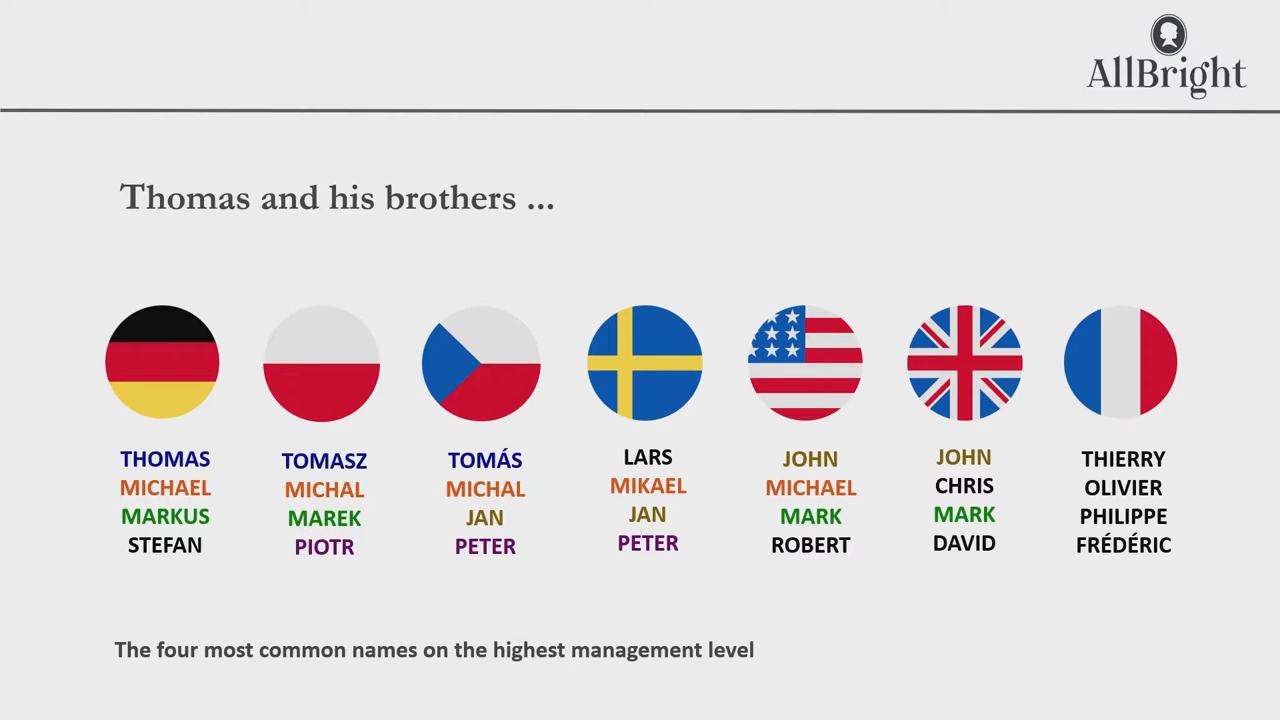 AllBright
Thomas and his brothers ...
THOMAS
MICHAEL
MARKUS
STEFAN
TOMASZ
MICHAL
MAREK
PIOTR
TOMÁS
MICHAL
JAN
PETER
LARS
MIKAEL
JAN
PETER
JOHN
MICHAEL
MARK
ROBERT
JOHN
CHRIS
MARK
DAVID
THIERRY
OLIVIER
PHILIPPE
FRÉDÉRIC
The four most common names on the highest management level